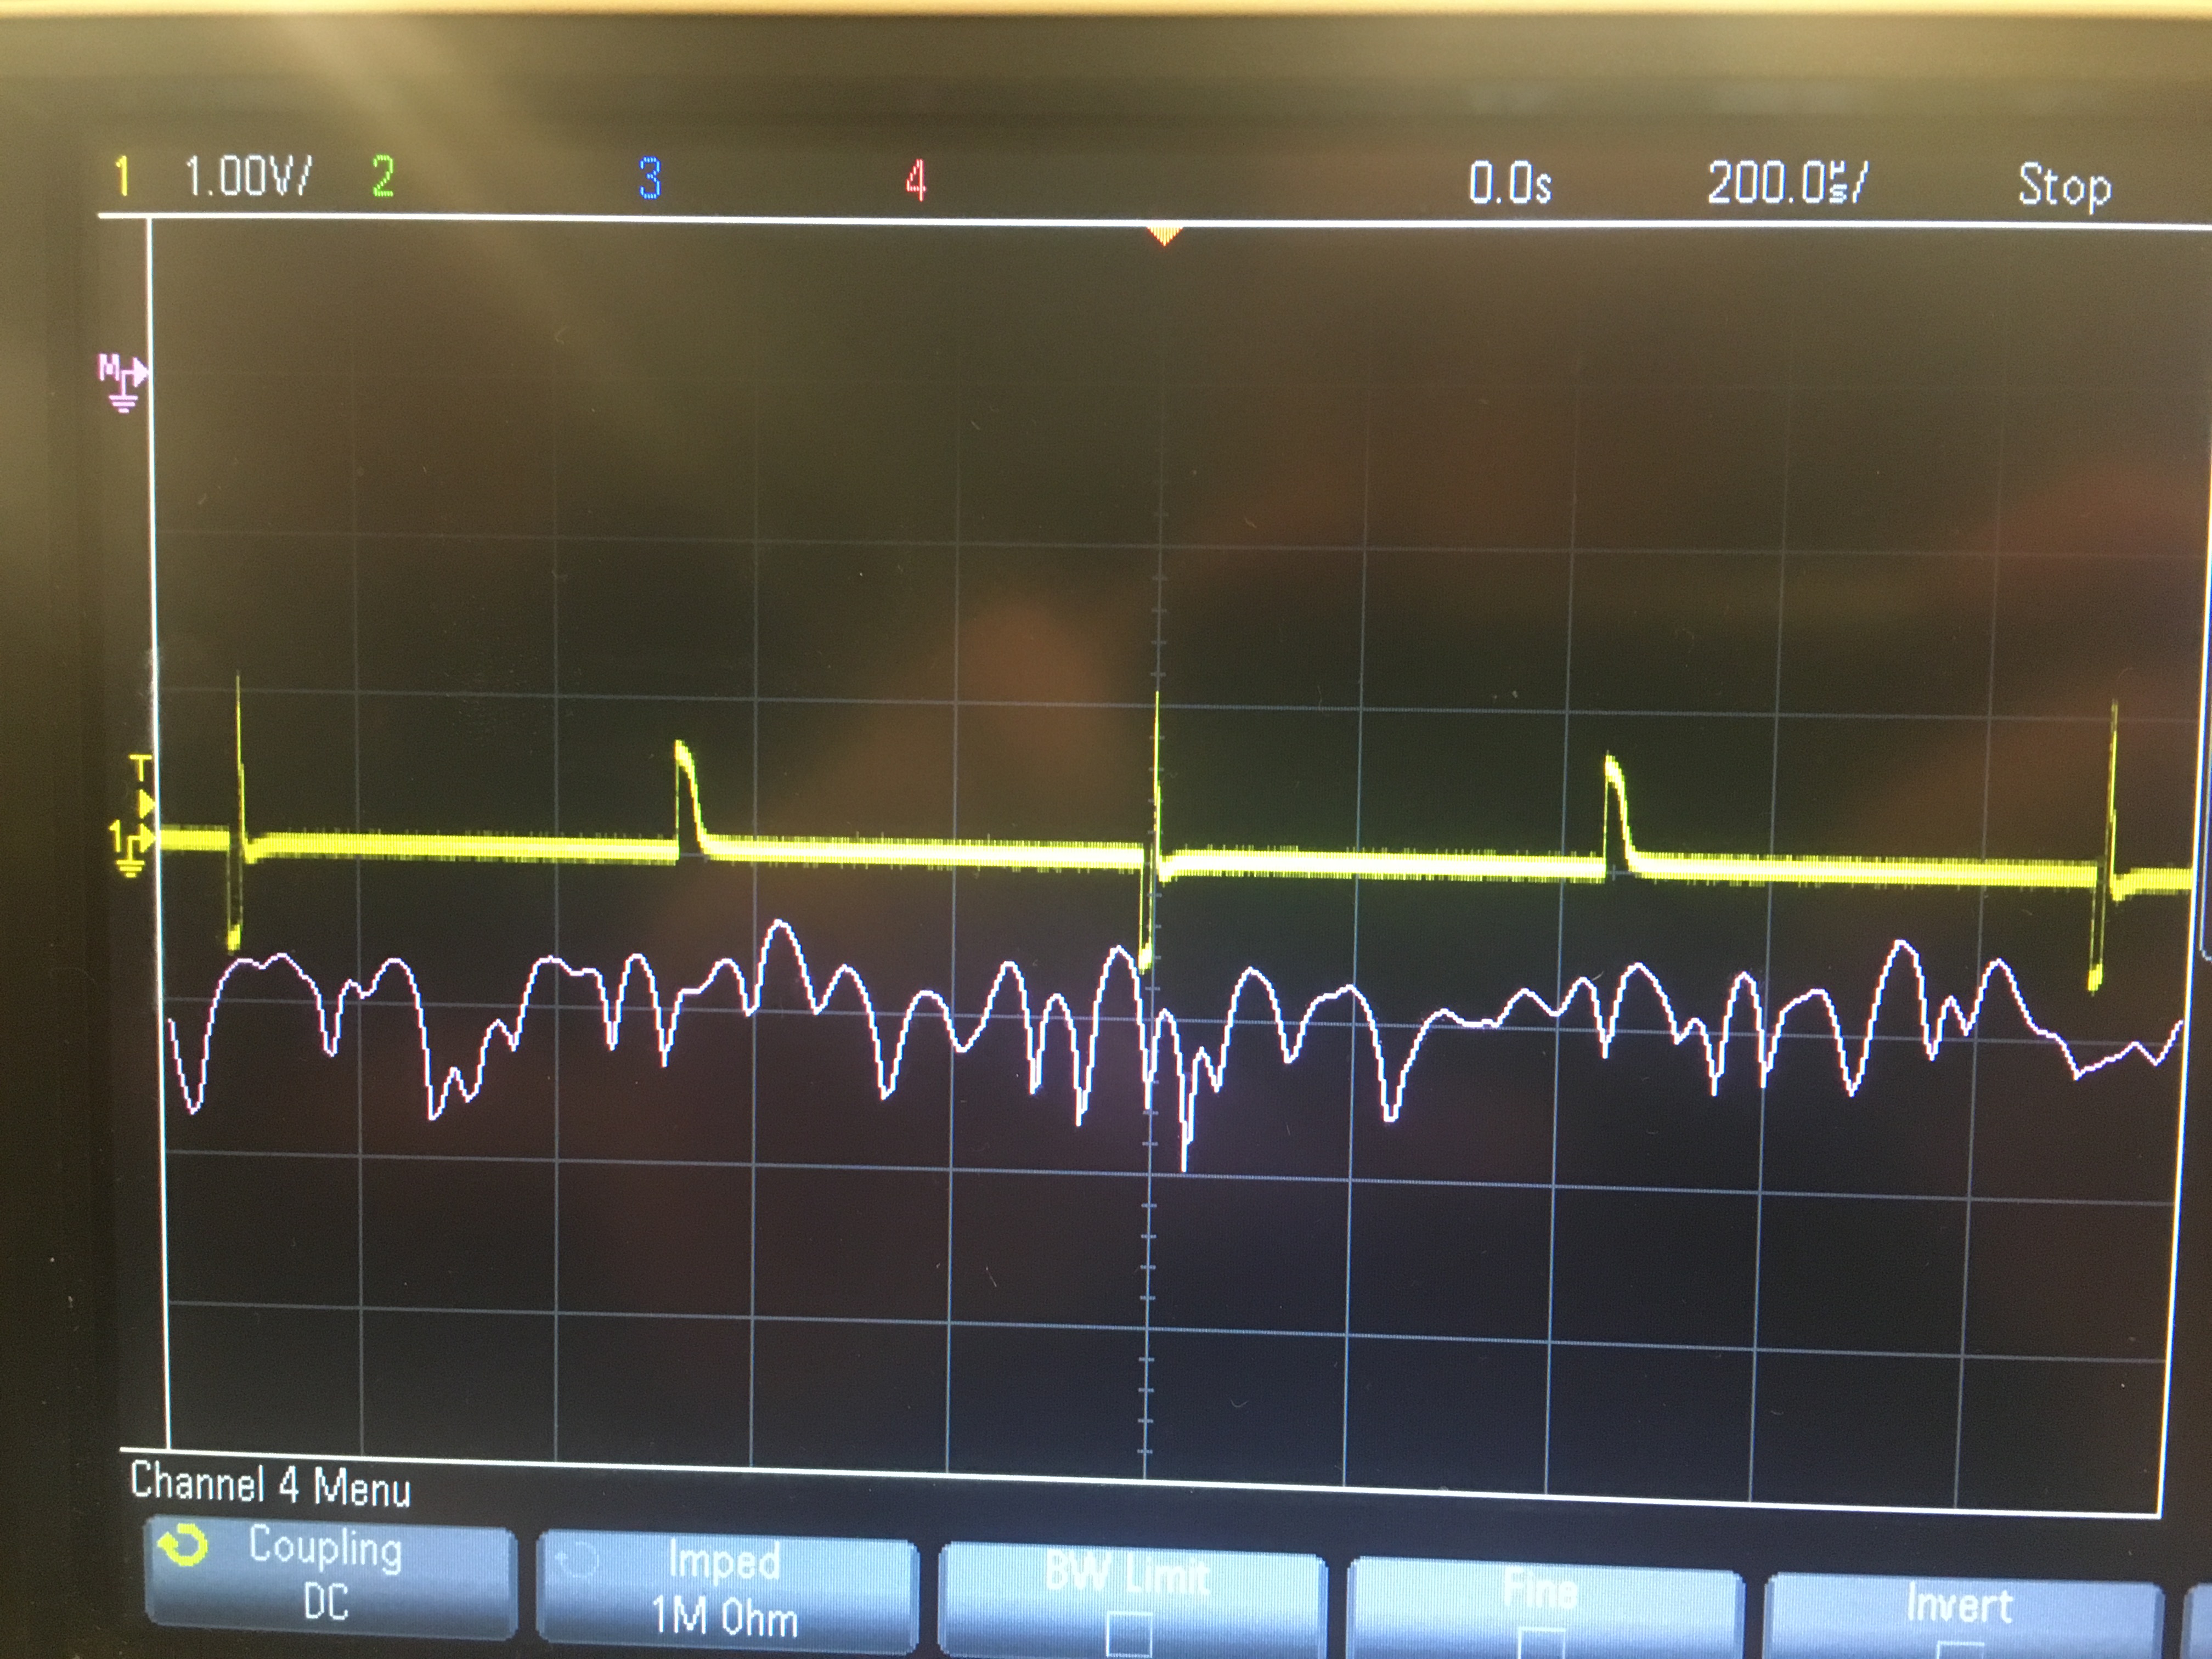 1 1.00V/ 2 3 4 0.0s 200.0µs/ Stop
M
T
1
Channel 4 Menu
Coupling Imped BW Limit Fine Invert
DC 1M Ohm